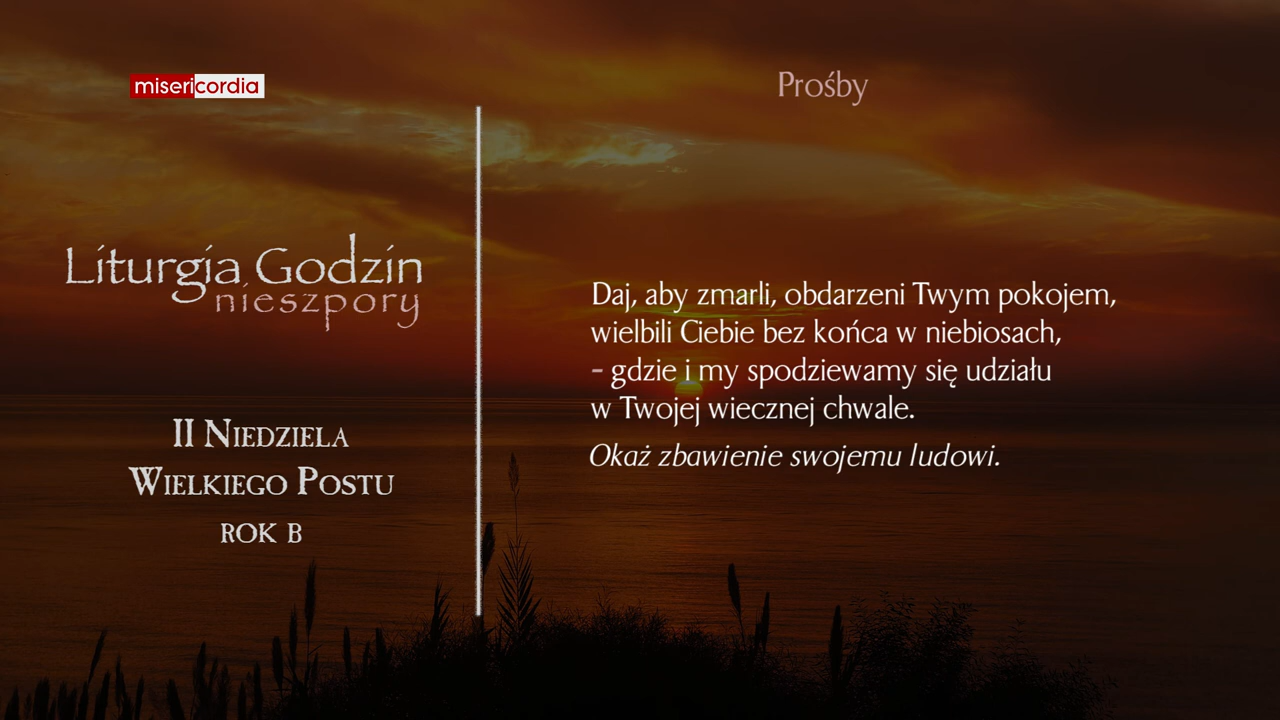 misericordia
Liturgia Godzin
nieszpory
II Niedziela
Wielkiego Postu
rok B
Prośby
Daj, aby zmarli, obdarzeni Twym pokojem,
wielbili Ciebie bez końca w niebiosach,
- gdzie i my spodziewamy się udziału
w Twojej wiecznej chwale.
Okaż zbawienie swojemu ludowi.